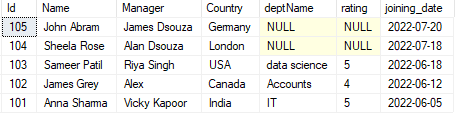 Id Name Manager Country deptName rating joining_date
105 John Abram James Dsouza Germany NULL NULL 2022-07-20
104 Sheela Rose Alan Dsouza London NULL NULL 2022-07-18
103 Sameer Patil Riya Singh USA data science 5 2022-06-18
102 James Grey Alex Canada Accounts 4 2022-06-12
101 Anna Sharma Vicky Kapoor India IT 5 2022-06-05